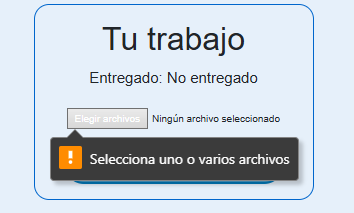 Tu trabajo
Entregado: No entregado
Elegir archivos Ningún archivo seleccionado
! Selecciona uno o varios archivos